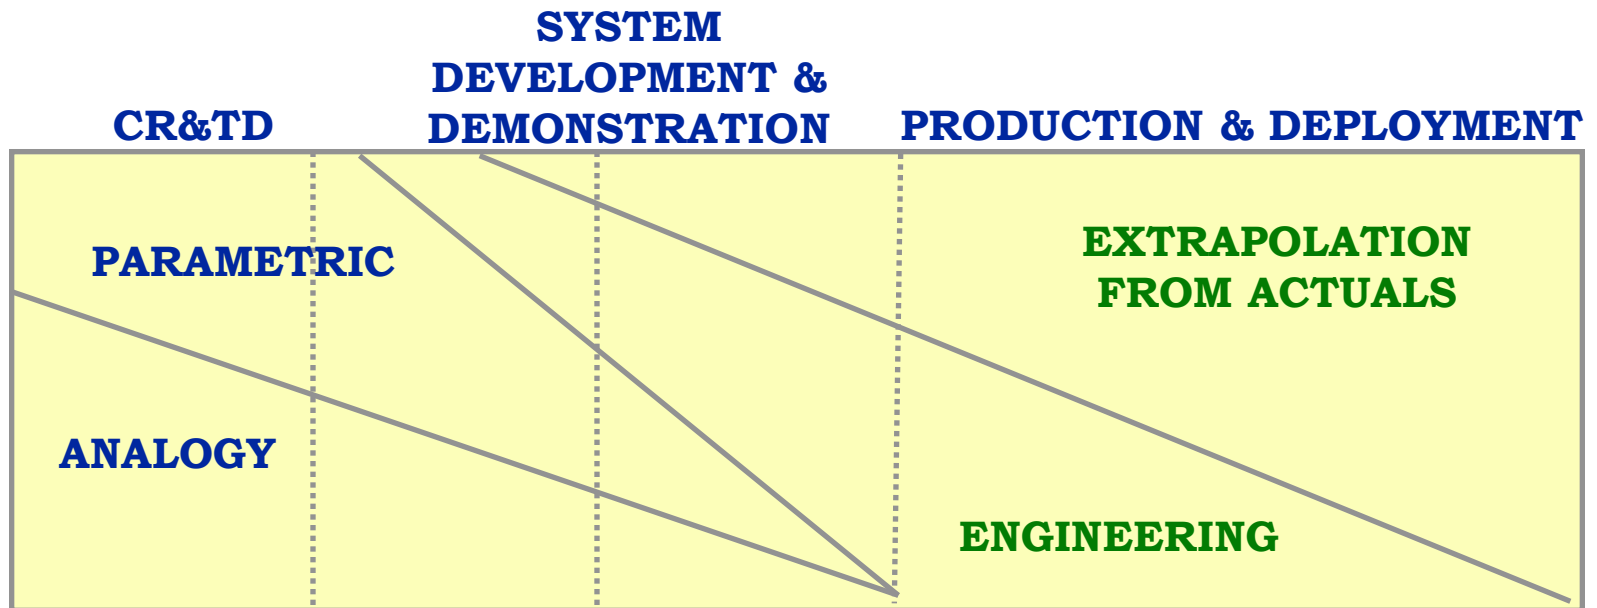 CR&TD
SYSTEM
DEVELOPMENT &
DEMONSTRATION
PRODUCTION & DEPLOYMENT
PARAMETRIC
EXTRAPOLATION
FROM ACTUALS
ANALOGY
ENGINEERING